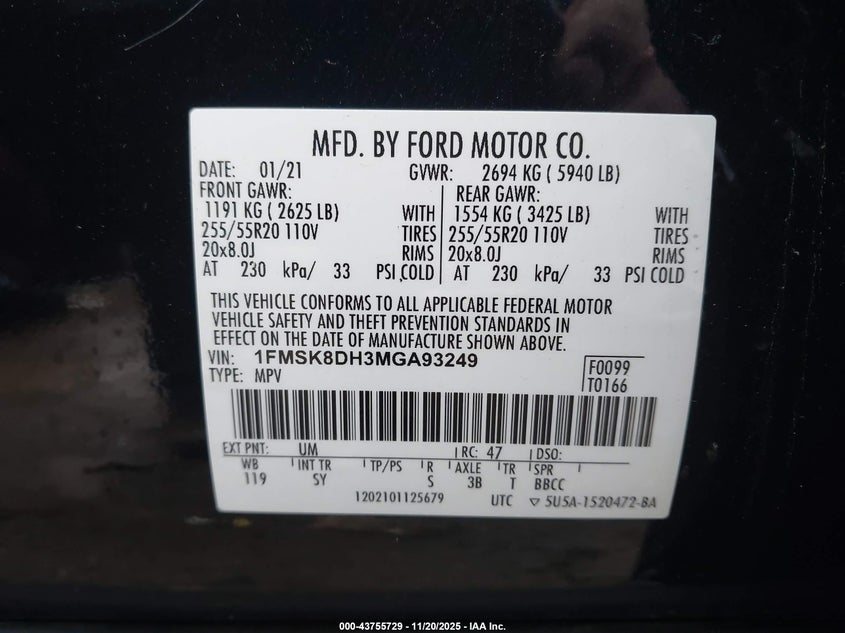 MFD. BY FORD MOTOR CO.
DATE: 01/21 GVWR: 2694 KG ( 5940 LB)
FRONT GAWR: REAR GAWR:
1191 KG ( 2625 LB) WITH 1554 KG ( 3425 LB) WITH
255/55R20 110V TIRES 255/55R20 110V TIRES
20x8.0J RIMS 20x8.0J RIMS
AT 230 kPa/ 33 PSI COLD AT 230 kPa/ 33 PSI COLD
THIS VEHICLE CONFORMS TO ALL APPLICABLE FEDERAL MOTOR
VEHICLE SAFETY AND THEFT PREVENTION STANDARDS IN
EFFECT ON THE DATE OF MANUFACTURE SHOWN ABOVE.
VIN: 1FMSK8DH3MGA93249
TYPE: MPV
F0099
T0166
EXT PNT: UM RC: 47 DSO:
WB INT TR TP/PS R AXLE TR SPR
119 SY S 3B T BBCC
1202101125679 UTC ▽ 5U5A-1520472-BA
000-43755729 - 11/20/2025 - IAA Inc.